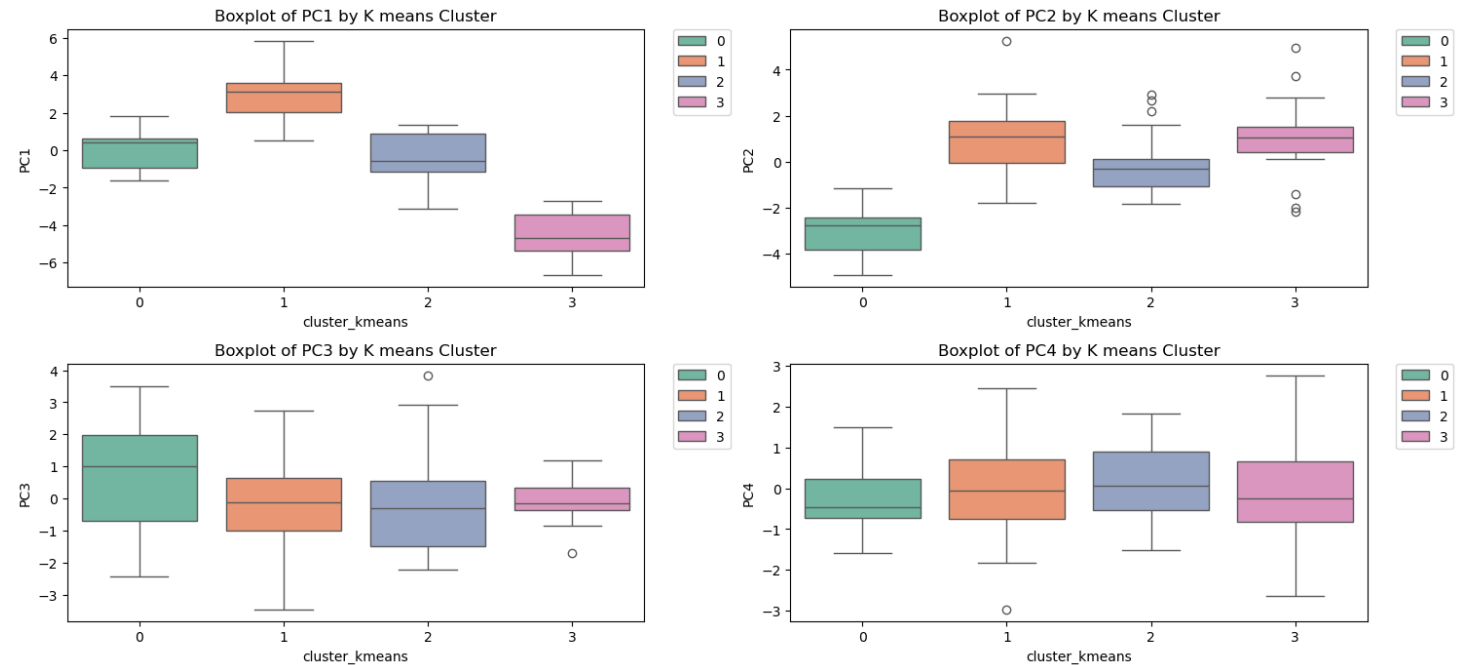 Boxplot of PC1 by K means Cluster
6
4
2
0
−2
−4
−6
PC1
0 1 2 3
cluster_kmeans
0
1
2
3
Boxplot of PC2 by K means Cluster
4
2
0
−2
−4
PC2
0 1 2 3
cluster_kmeans
0
1
2
3
Boxplot of PC3 by K means Cluster
4
3
2
1
0
−1
−2
−3
PC3
0 1 2 3
cluster_kmeans
0
1
2
3
Boxplot of PC4 by K means Cluster
3
2
1
0
−1
−2
−3
PC4
0 1 2 3
cluster_kmeans
0
1
2
3